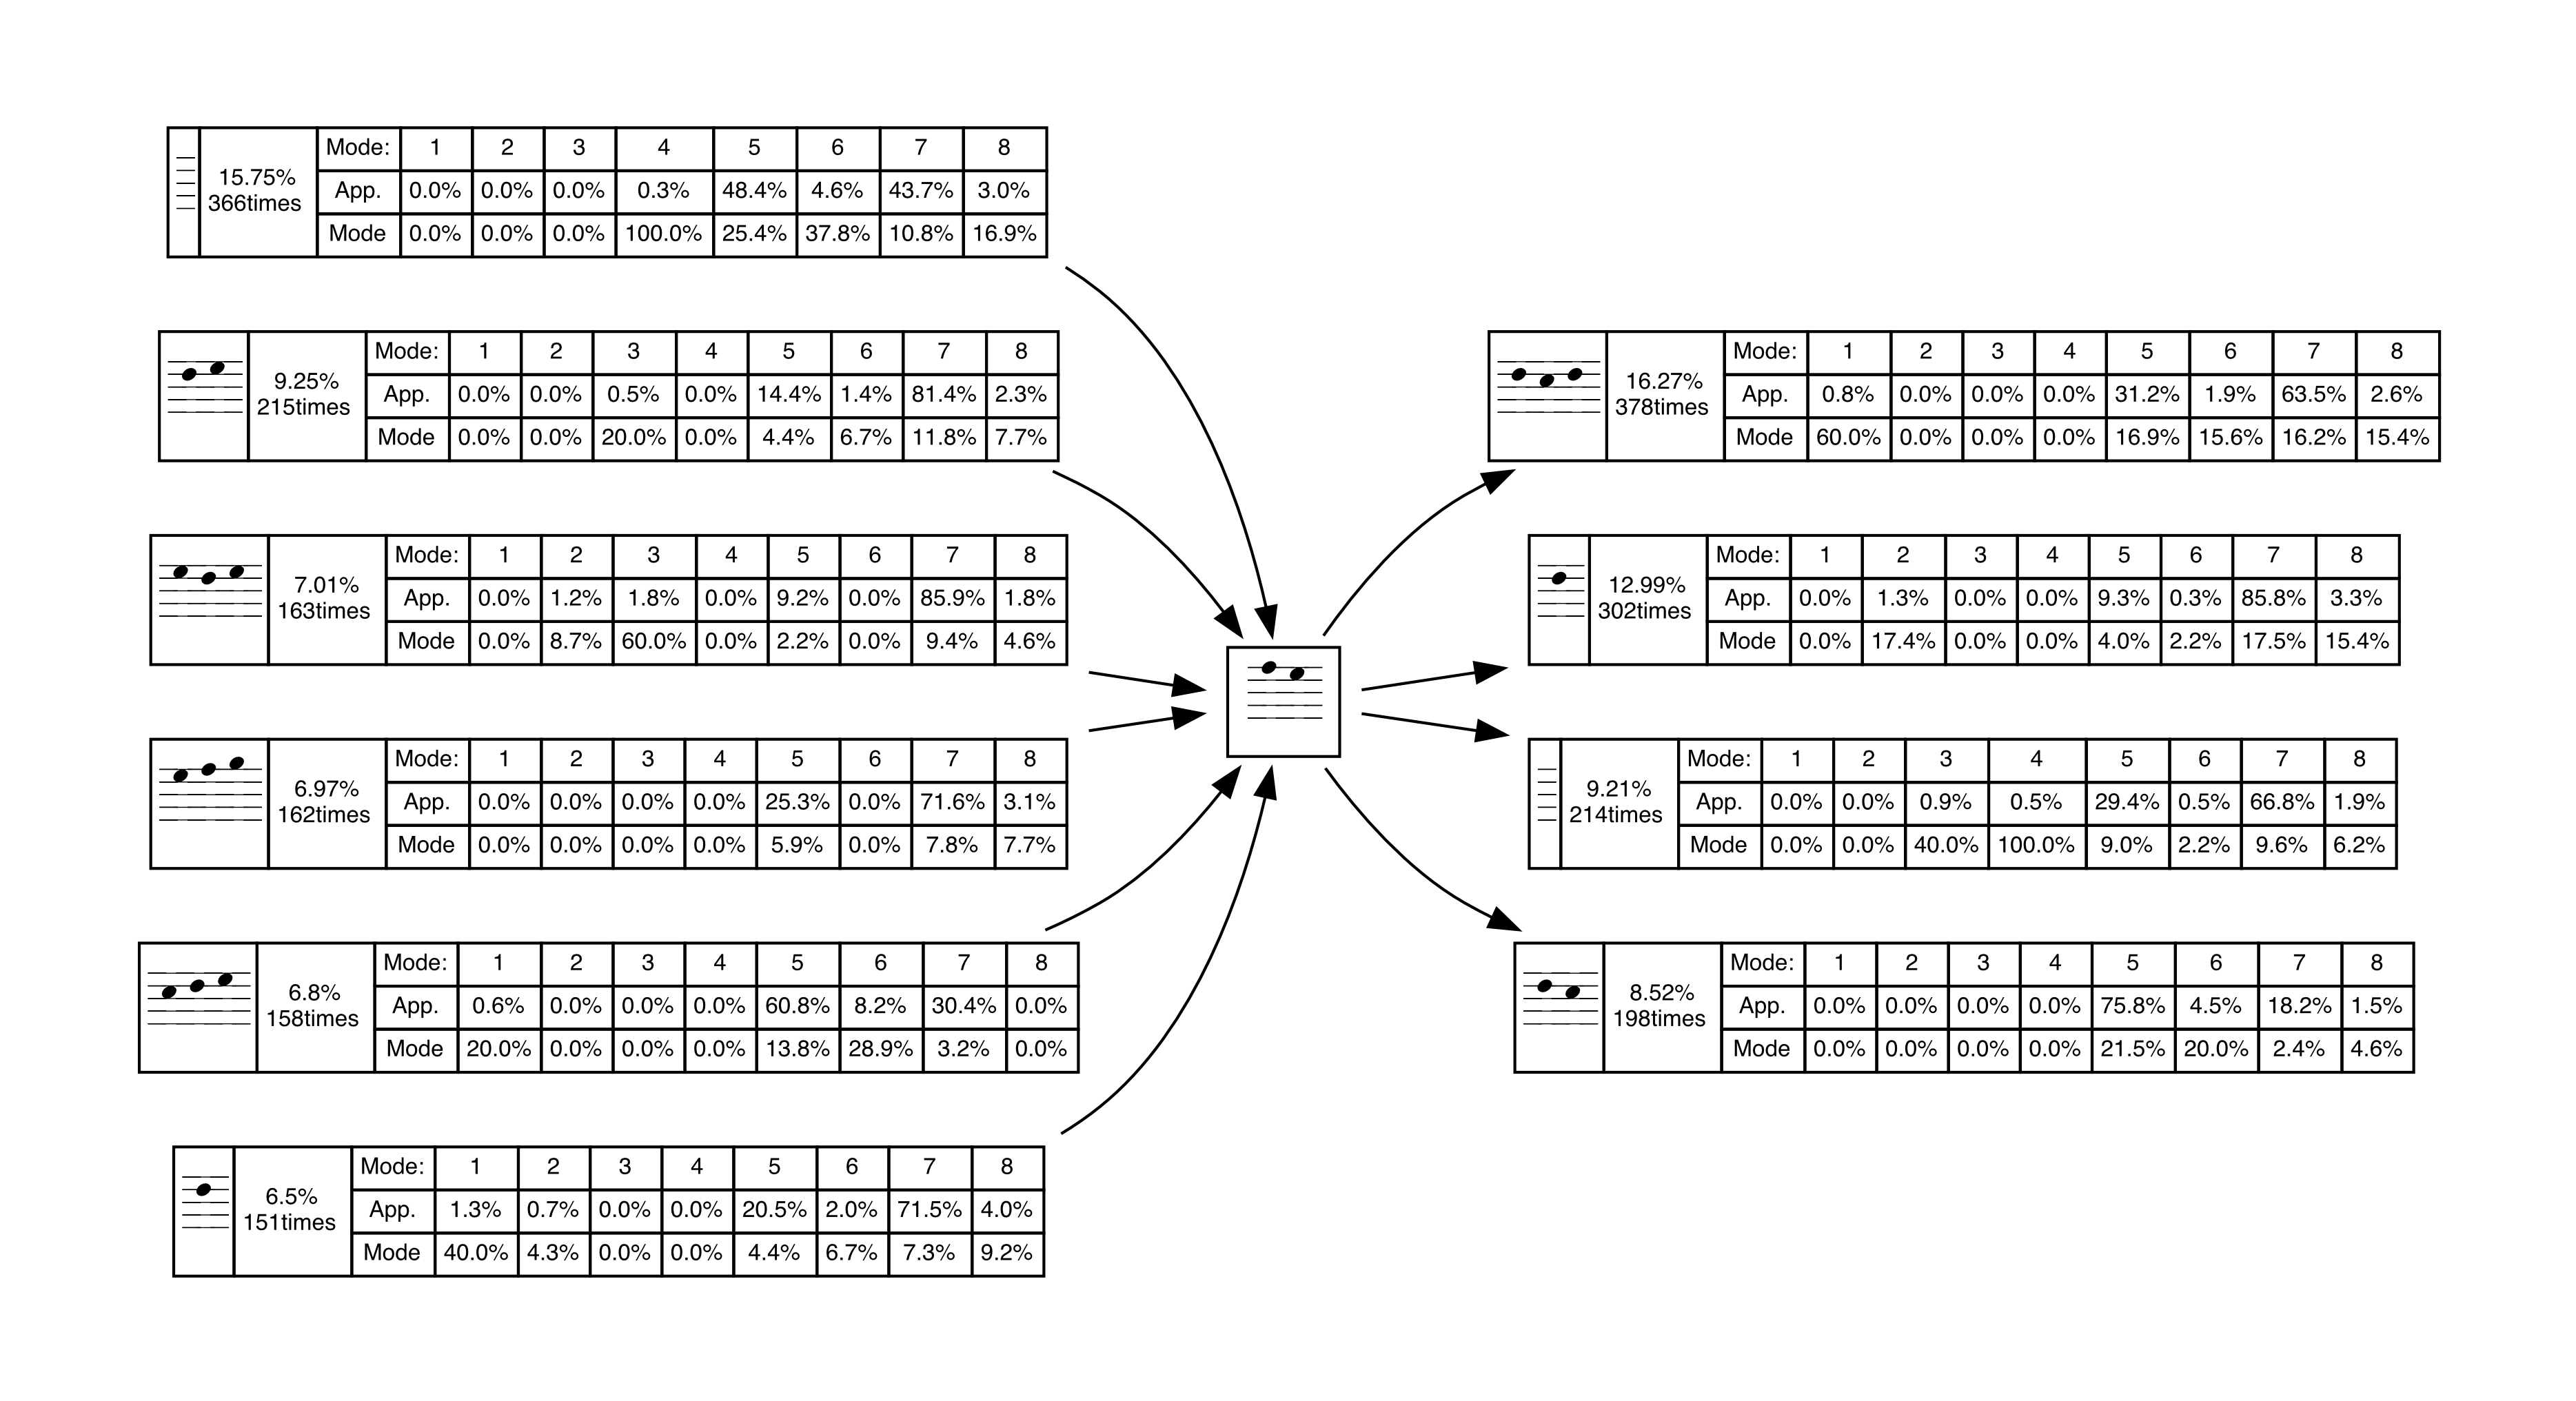 Mode: 1 2 3 4 5 6 7 8
15.75%
366times
App. 0.0% 0.0% 0.0% 0.3% 48.4% 4.6% 43.7% 3.0%
Mode 0.0% 0.0% 0.0% 100.0% 25.4% 37.8% 10.8% 16.9%
Mode: 1 2 3 4 5 6 7 8
9.25%
215times
App. 0.0% 0.0% 0.5% 0.0% 14.4% 1.4% 81.4% 2.3%
Mode 0.0% 0.0% 20.0% 0.0% 4.4% 6.7% 11.8% 7.7%
Mode: 1 2 3 4 5 6 7 8
7.01%
163times
App. 0.0% 1.2% 1.8% 0.0% 9.2% 0.0% 85.9% 1.8%
Mode 0.0% 8.7% 60.0% 0.0% 2.2% 0.0% 9.4% 4.6%
Mode: 1 2 3 4 5 6 7 8
6.97%
162times
App. 0.0% 0.0% 0.0% 0.0% 25.3% 0.0% 71.6% 3.1%
Mode 0.0% 0.0% 0.0% 0.0% 5.9% 0.0% 7.8% 7.7%
Mode: 1 2 3 4 5 6 7 8
6.8%
158times
App. 0.6% 0.0% 0.0% 0.0% 60.8% 8.2% 30.4% 0.0%
Mode 20.0% 0.0% 0.0% 0.0% 13.8% 28.9% 3.2% 0.0%
Mode: 1 2 3 4 5 6 7 8
6.5%
151times
App. 1.3% 0.7% 0.0% 0.0% 20.5% 2.0% 71.5% 4.0%
Mode 40.0% 4.3% 0.0% 0.0% 4.4% 6.7% 7.3% 9.2%
Mode: 1 2 3 4 5 6 7 8
16.27%
378times
App. 0.8% 0.0% 0.0% 0.0% 31.2% 1.9% 63.5% 2.6%
Mode 60.0% 0.0% 0.0% 0.0% 16.9% 15.6% 16.2% 15.4%
Mode: 1 2 3 4 5 6 7 8
12.99%
302times
App. 0.0% 1.3% 0.0% 0.0% 9.3% 0.3% 85.8% 3.3%
Mode 0.0% 17.4% 0.0% 0.0% 4.0% 2.2% 17.5% 15.4%
Mode: 1 2 3 4 5 6 7 8
9.21%
214times
App. 0.0% 0.0% 0.9% 0.5% 29.4% 0.5% 66.8% 1.9%
Mode 0.0% 0.0% 40.0% 100.0% 9.0% 2.2% 9.6% 6.2%
Mode: 1 2 3 4 5 6 7 8
8.52%
198times
App. 0.0% 0.0% 0.0% 0.0% 75.8% 4.5% 18.2% 1.5%
Mode 0.0% 0.0% 0.0% 0.0% 21.5% 20.0% 2.4% 4.6%